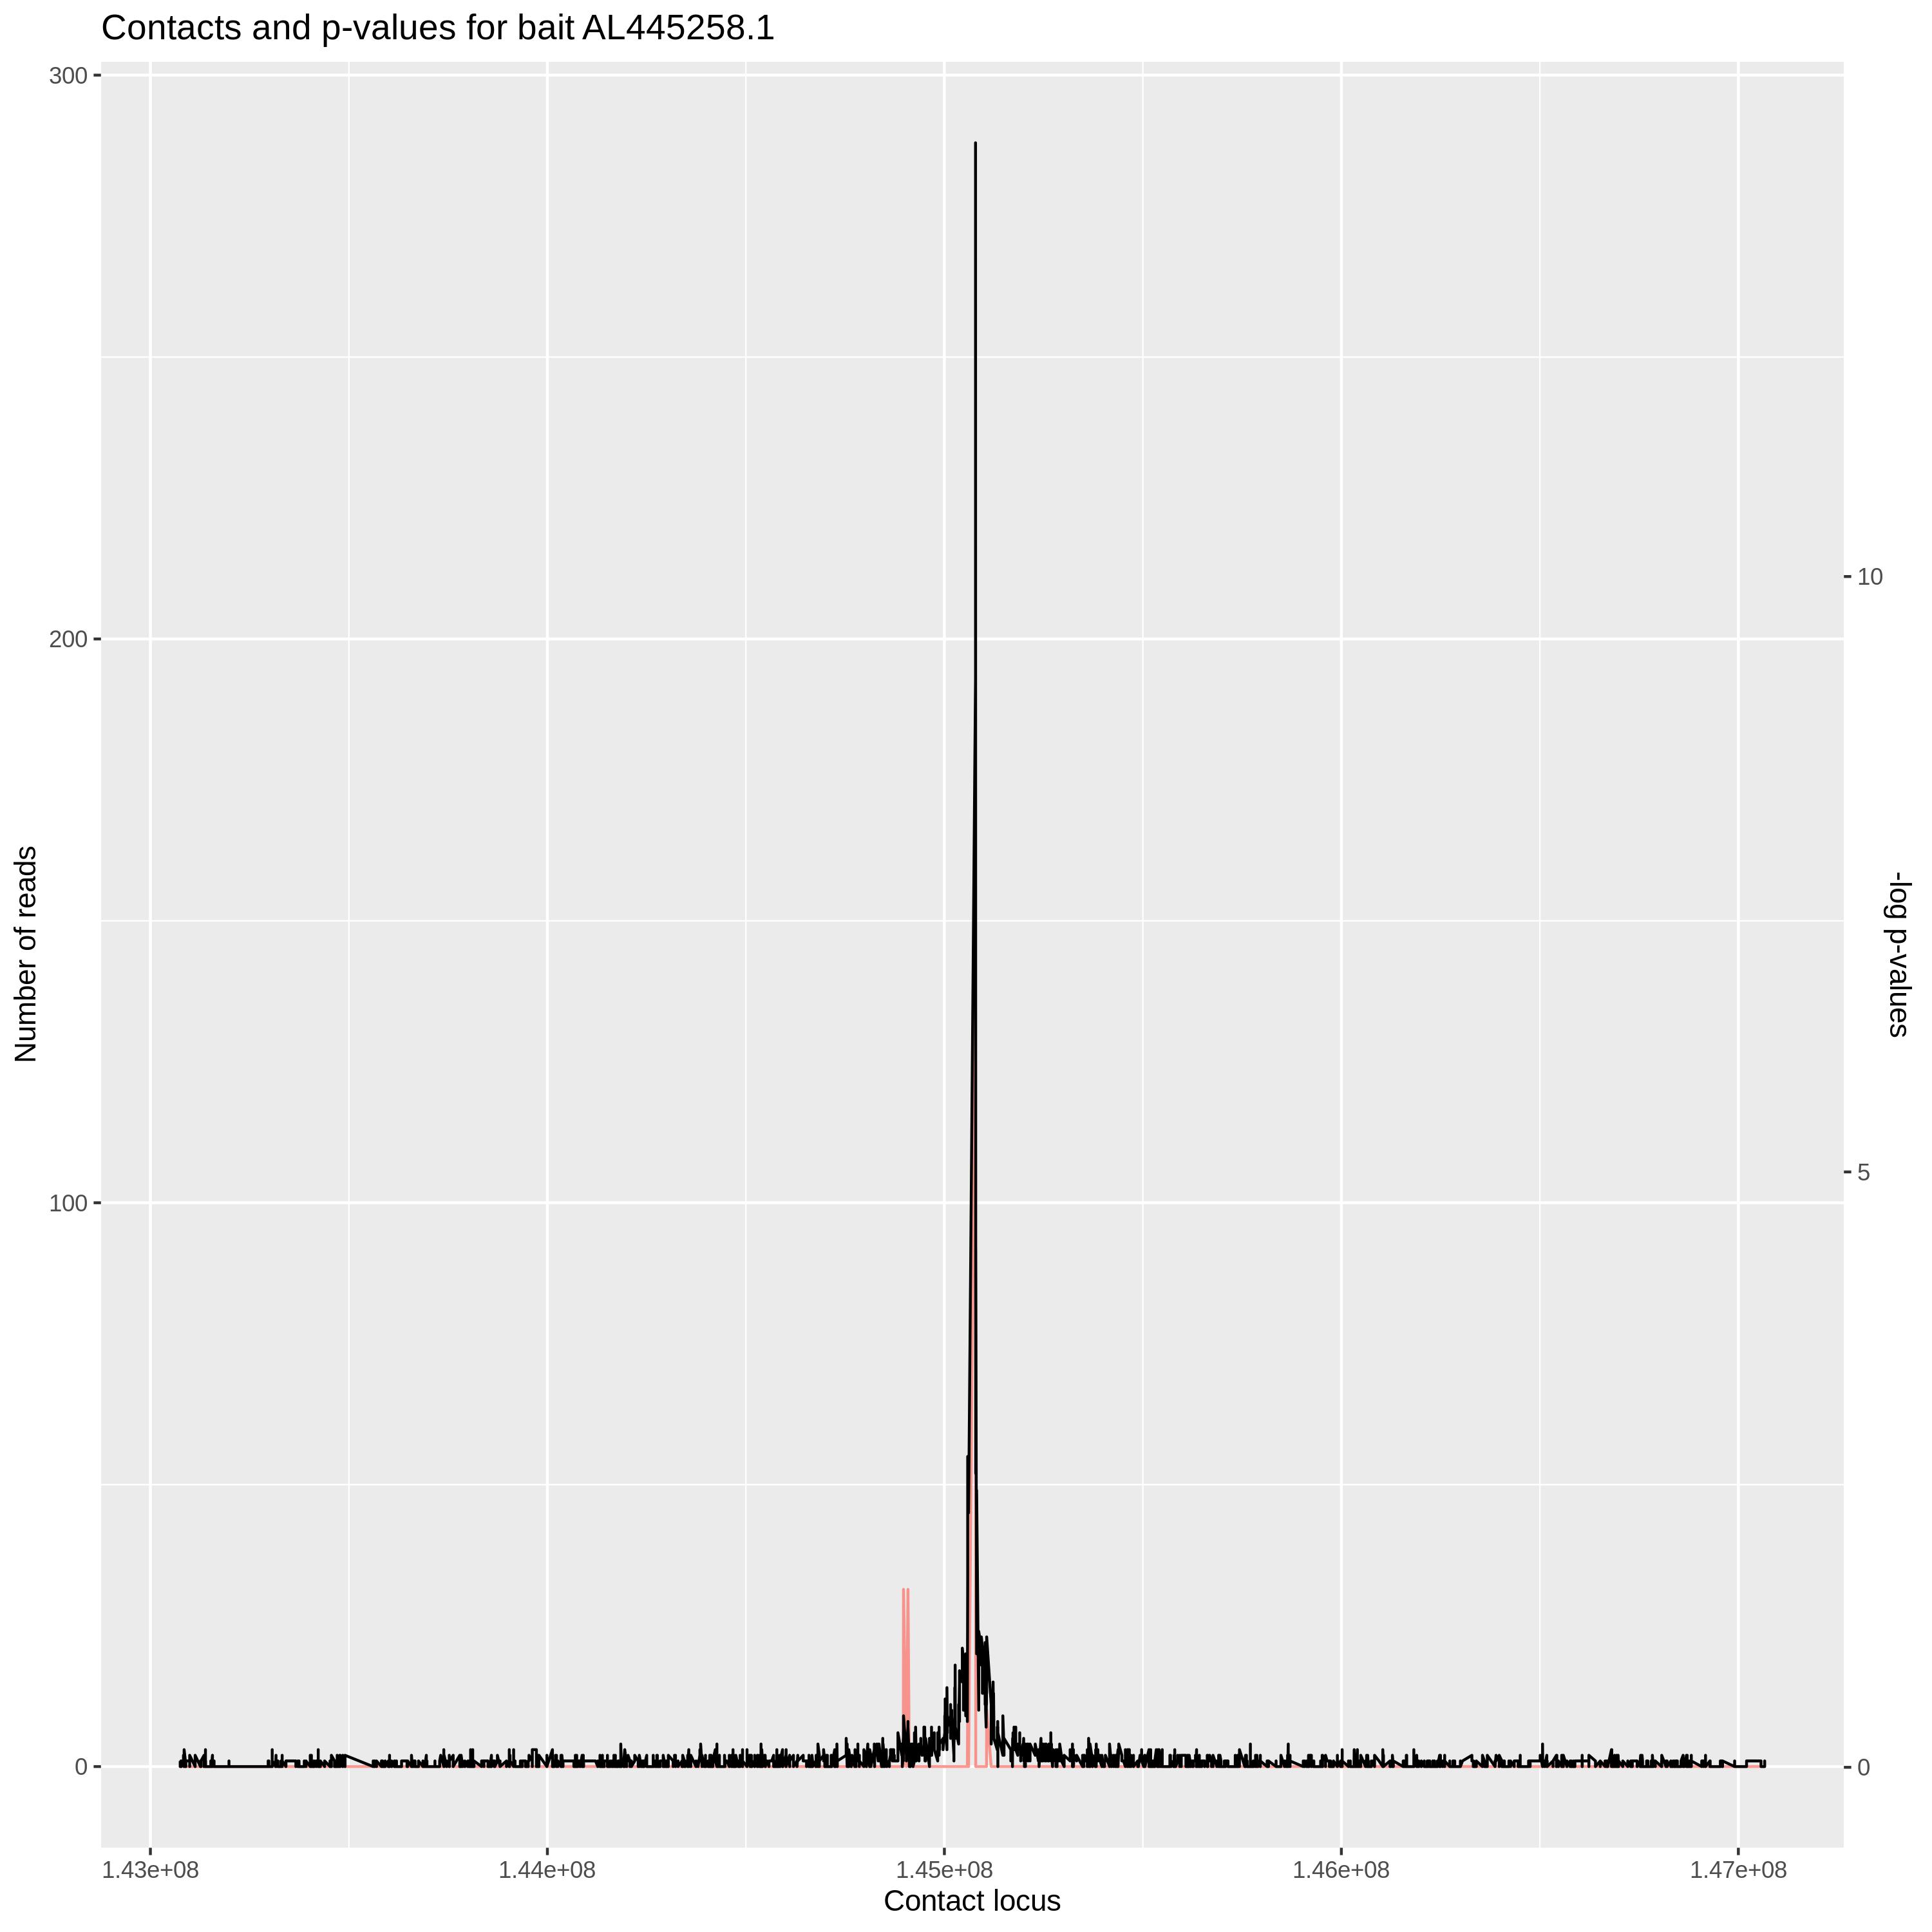 Contacts and p-values for bait AL445258.1
300
200
100
0
Number of reads
10
5
0
-log p-values
1.43e+08
1.44e+08
1.45e+08
1.46e+08
1.47e+08
Contact locus